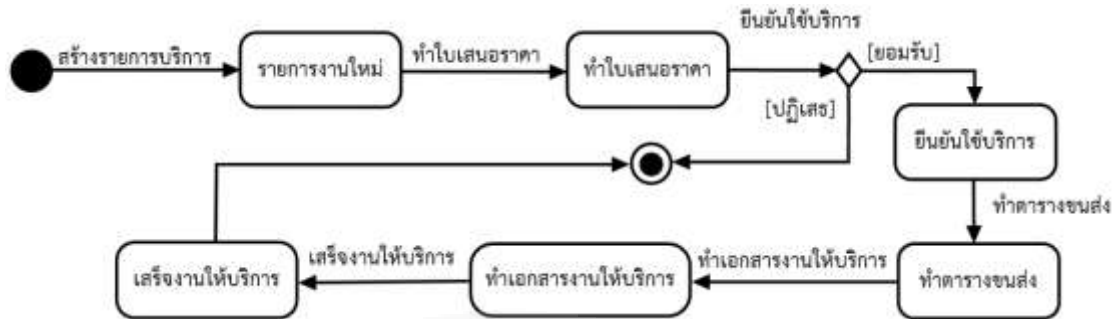 สร้างรายการบริการ
รายการงานใหม่
ทำใบเสนอราคา
ทำใบเสนอราคา
ยืนยันใช้บริการ
[ยอมรับ]
[ปฏิเสธ]
ยืนยันใช้บริการ
ทำตารางขนส่ง
ทำตารางขนส่ง
ทำเอกสารงานให้บริการ
ทำเอกสารงานให้บริการ
เสร็จงานให้บริการ
เสร็จงานให้บริการ